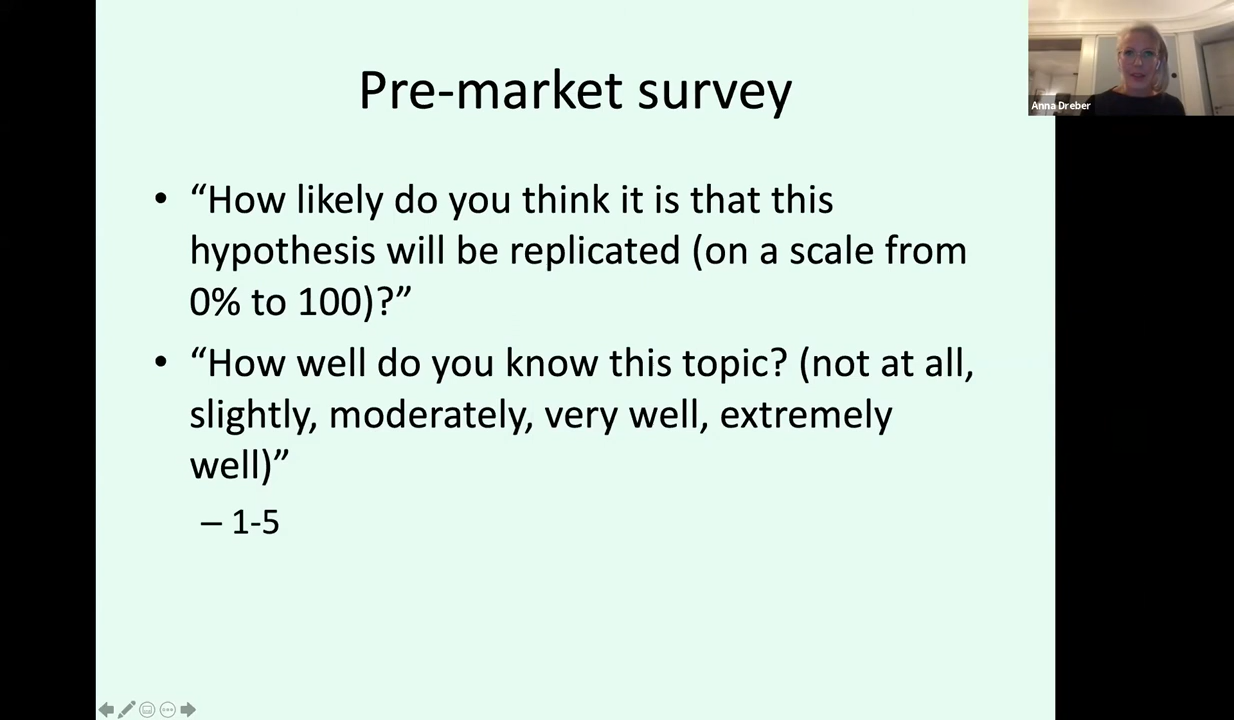 Pre-market survey
Anna Dreber
• “How likely do you think it is that this
hypothesis will be replicated (on a scale from
0% to 100)?”
• “How well do you know this topic? (not at all,
slightly, moderately, very well, extremely
well)”
– 1-5